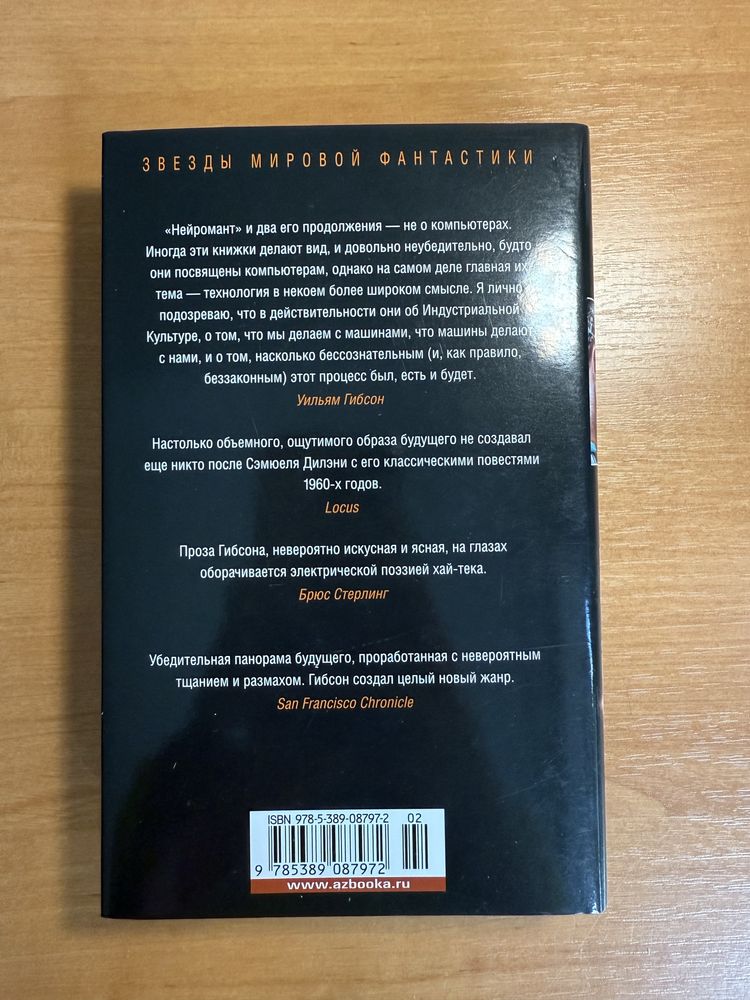 ЗВЕЗДЫ МИРОВОЙ ФАНТАСТИКИ
«Нейромант» и два его продолжения — не о компьютерах.
Иногда эти книжки делают вид, и довольно неубедительно, будто
они посвящены компьютерам, однако на самом деле главная их
тема — технология в некоем более широком смысле. Я лично
подозреваю, что в действительности они об Индустриальной
Культуре, о том, что мы делаем с машинами, что машины делают
с нами, и о том, насколько бессознательным (и, как правило,
беззаконным) этот процесс был, есть и будет.
Уильям Гибсон
Настолько объемного, ощутимого образа будущего не создавал
еще никто после Сэмюеля Дилэни с его классическими повестями
1960-х годов.
Locus
Проза Гибсона, невероятно искусная и ясная, на глазах
оборачивается электрической поэзией хай-тека.
Брюс Стерлинг
Убедительная панорама будущего, проработанная с невероятным
тщанием и размахом. Гибсон создал целый новый жанр.
San Francisco Chronicle
ISBN 978-5-389-08797-2 02
9 785389 087972
www.azbooka.ru